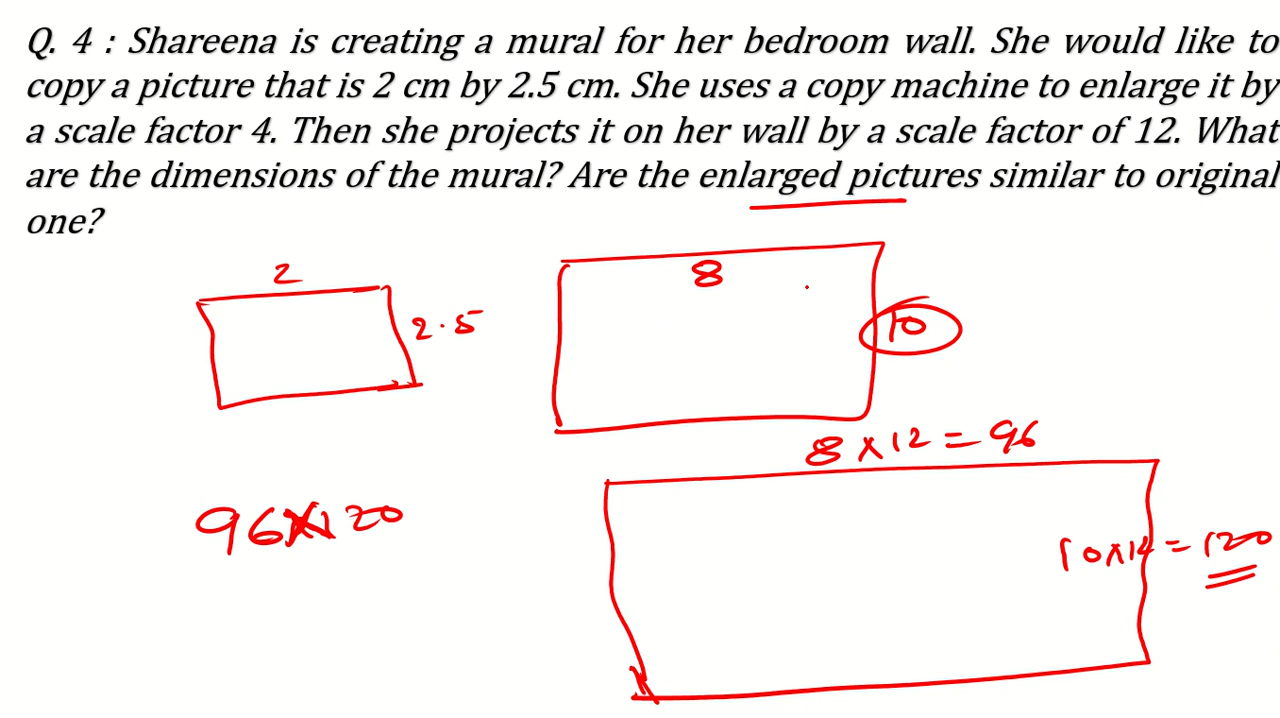 Q. 4 : Shareena is creating a mural for her bedroom wall. She would like to
copy a picture that is 2 cm by 2.5 cm. She uses a copy machine to enlarge it by
a scale factor 4. Then she projects it on her wall by a scale factor of 12. What
are the dimensions of the mural? Are the enlarged pictures similar to original
one?
2
2.5
8
10
8 x 12 = 96
96 x 120
10 x 12 = 120